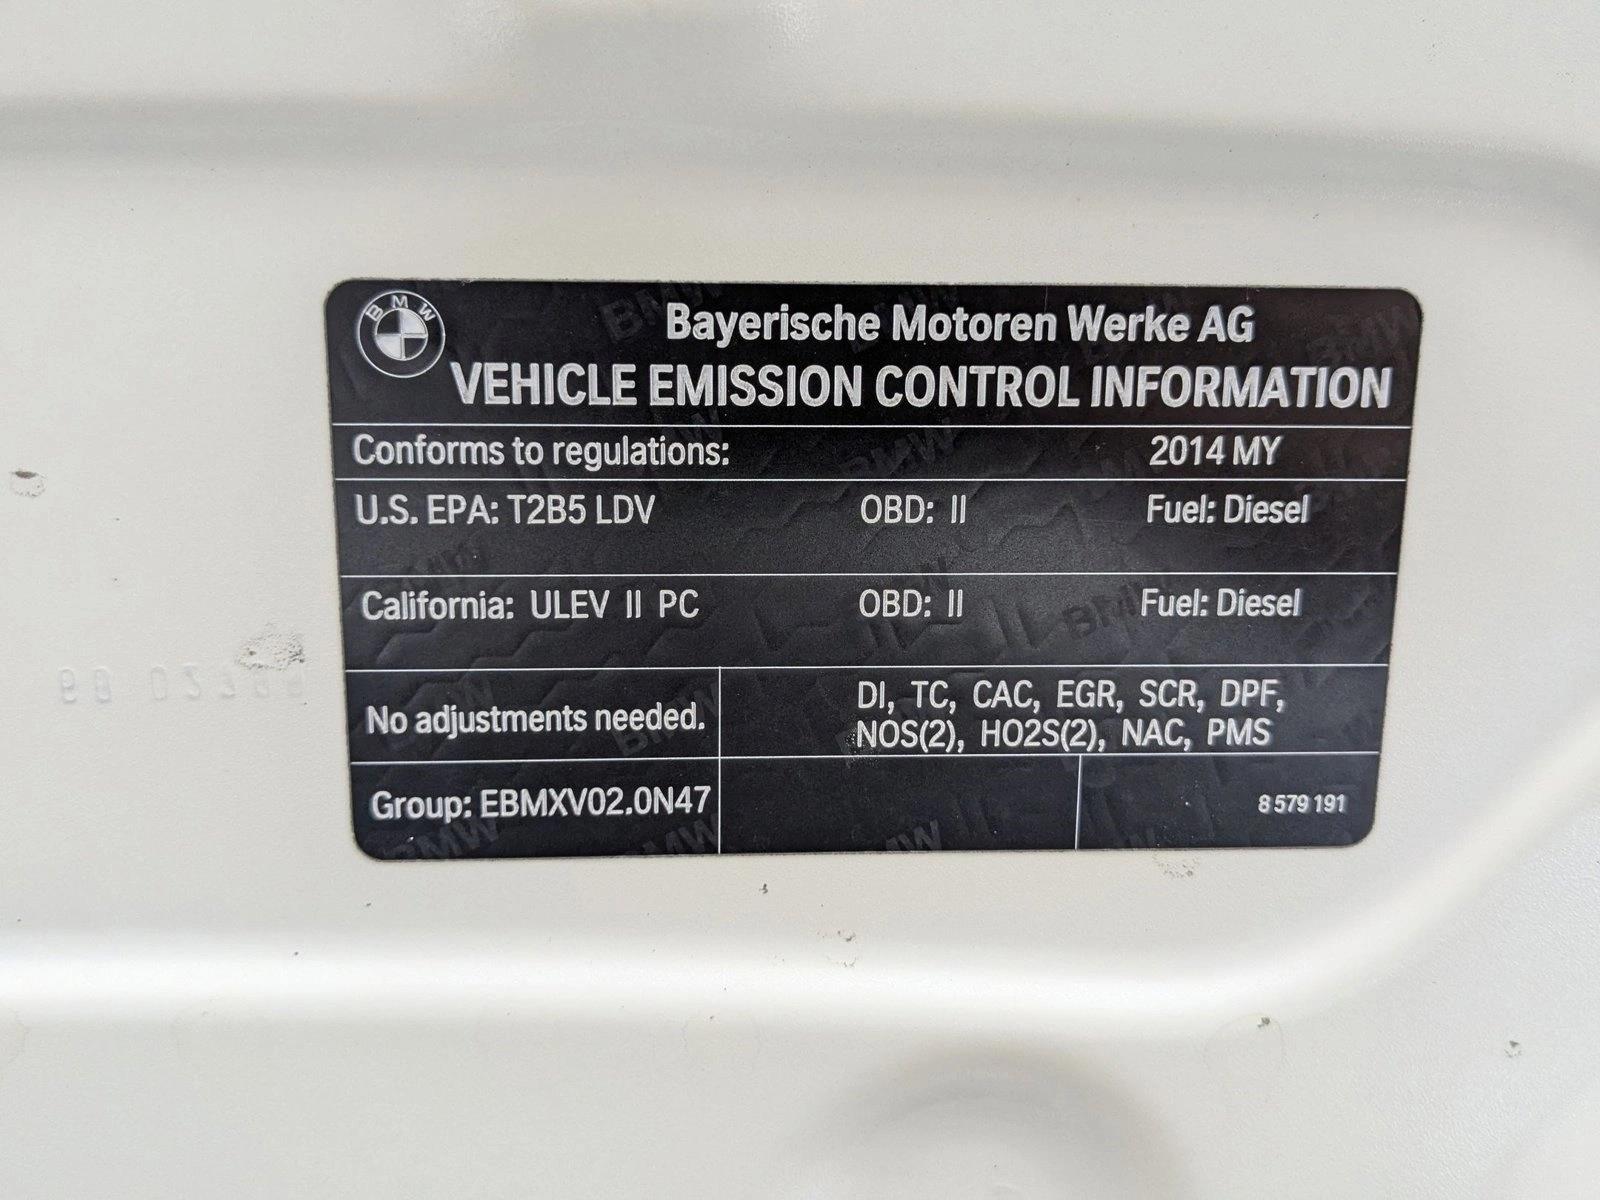 BMW
Bayerische Motoren Werke AG
VEHICLE EMISSION CONTROL INFORMATION
Conforms to regulations: 2014 MY
U.S. EPA: T2B5 LDV OBD: II Fuel: Diesel
California: ULEV II PC OBD: II Fuel: Diesel
No adjustments needed.
DI, TC, CAC, EGR, SCR, DPF,
NOS(2), HO2S(2), NAC, PMS
Group: EBMXV02.0N47
8 579 191